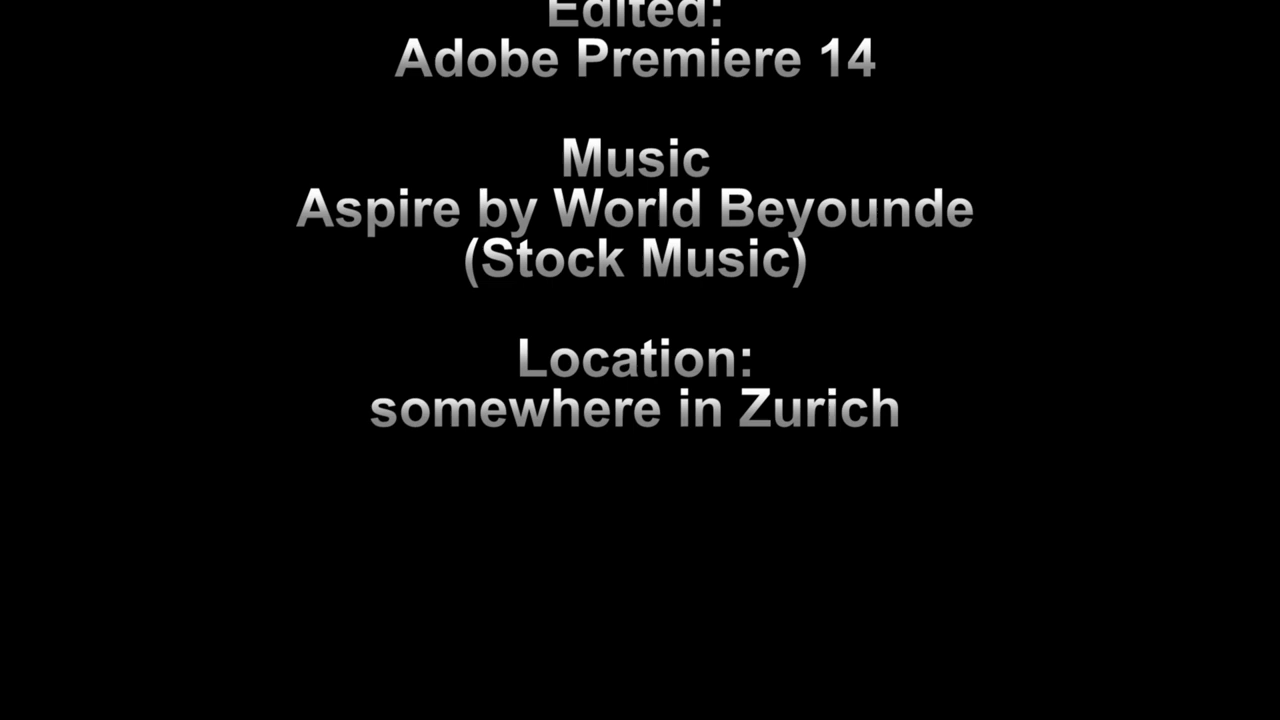 Edited:
Adobe Premiere 14
Music
Aspire by World Beyounde
(Stock Music)
Location:
somewhere in Zurich